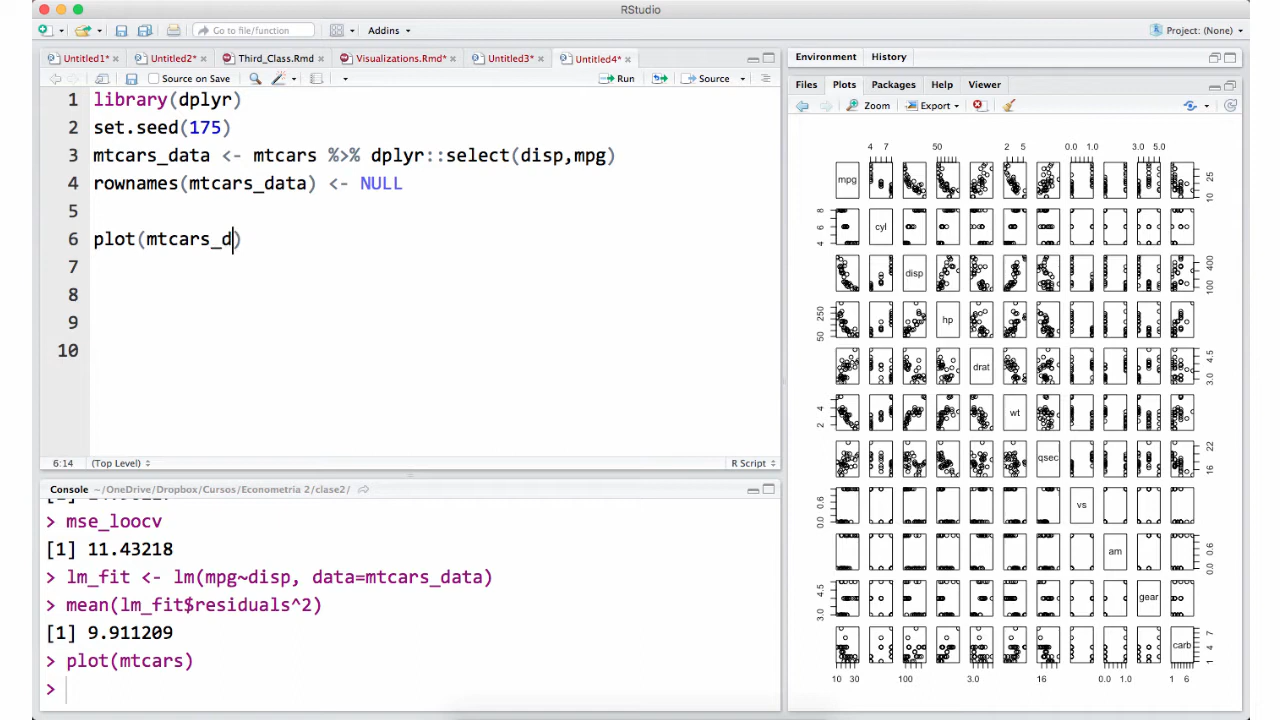 RStudio
Go to file/function
Addins
Project: (None)
Untitled1* Untitled2* Third_Class.Rmd Visualizations.Rmd* Untitled3* Untitled4*
Source on Save Run Source
1 library(dplyr)
2 set.seed(175)
3 mtcars_data <- mtcars %>% dplyr::select(disp,mpg)
4 rownames(mtcars_data) <- NULL
5
6 plot(mtcars_d)
7
8
9
10
6:14 (Top Level) R Script
Console ~/OneDrive/Dropbox/Cursos/Econometria 2/clase2/
> mse_loocv
[1] 11.43218
> lm_fit <- lm(mpg~disp, data=mtcars_data)
> mean(lm_fit$residuals^2)
[1] 9.911209
> plot(mtcars)
>
Environment History
Files Plots Packages Help Viewer
Zoom Export
4 7 50 2 5 0.0 1.0 3.0 5.0
mpg 10 25
4 6 8 cyl
disp 100 400
50 250 hp
drat 3.0 4.5
2 4 wt
qsec 16 22
0.0 0.6 vs
am 0.0 0.6
3.0 4.5 gear
carb 1 4 7
10 30 100 3.0 16 0.0 1.0 1 6